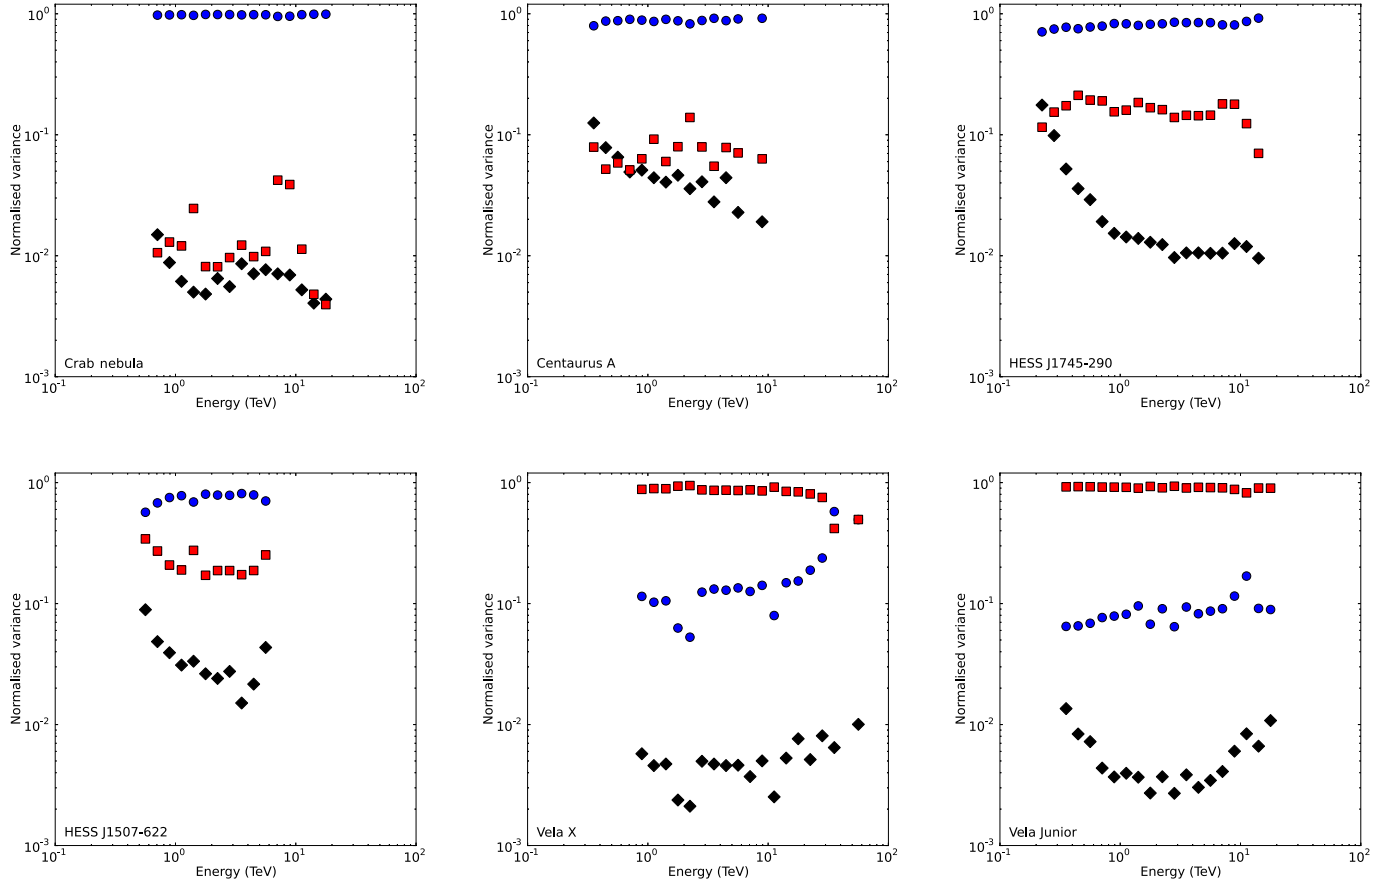 10^0
10^-1
10^-2
10^-3
Normalised variance
Crab nebula
10^-1 10^0 10^1 10^2
Energy (TeV)
10^0
10^-1
10^-2
10^-3
Normalised variance
Centaurus A
10^-1 10^0 10^1 10^2
Energy (TeV)
10^0
10^-1
10^-2
10^-3
Normalised variance
HESS J1745-290
10^-1 10^0 10^1 10^2
Energy (TeV)
10^0
10^-1
10^-2
10^-3
Normalised variance
HESS J1507-622
10^-1 10^0 10^1 10^2
Energy (TeV)
10^0
10^-1
10^-2
10^-3
Normalised variance
Vela X
10^-1 10^0 10^1 10^2
Energy (TeV)
10^0
10^-1
10^-2
10^-3
Normalised variance
Vela Junior
10^-1 10^0 10^1 10^2
Energy (TeV)